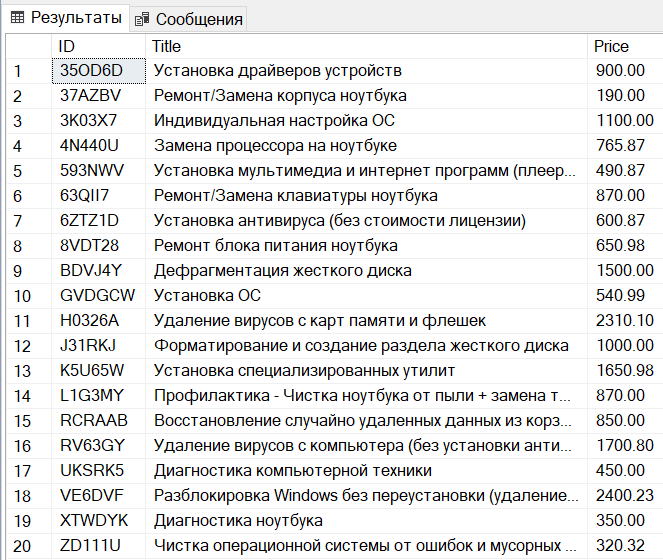 Результаты Сообщения
ID Title Price
1 35OD6D Установка драйверов устройств 900.00
2 37AZBV Ремонт/Замена корпуса ноутбука 190.00
3 3K03X7 Индивидуальная настройка ОС 1100.00
4 4N440U Замена процессора на ноутбуке 765.87
5 593NWV Установка мультимедиа и интернет программ (плеер... 490.87
6 63QII7 Ремонт/Замена клавиатуры ноутбука 870.00
7 6ZTZ1D Установка антивируса (без стоимости лицензии) 600.87
8 8VDT28 Ремонт блока питания ноутбука 650.98
9 BDVJ4Y Дефрагментация жесткого диска 1500.00
10 GVDGCW Установка ОС 540.99
11 H0326A Удаление вирусов с карт памяти и флешек 2310.10
12 J31RKJ Форматирование и создание раздела жесткого диска 1000.00
13 K5U65W Установка специализированных утилит 1650.98
14 L1G3MY Профилактика - Чистка ноутбука от пыли + замена т... 870.00
15 RCRAAB Восстановление случайно удаленных данных из корз... 850.00
16 RV63GY Удаление вирусов с компьютера (без установки анти... 1700.80
17 UKSRK5 Диагностика компьютерной техники 450.00
18 VE6DVF Разблокировка Windows без переустановки (удаление... 2400.23
19 XTWDYK Диагностика ноутбука 350.00
20 ZD111U Чистка операционной системы от ошибок и мусорных ... 320.32